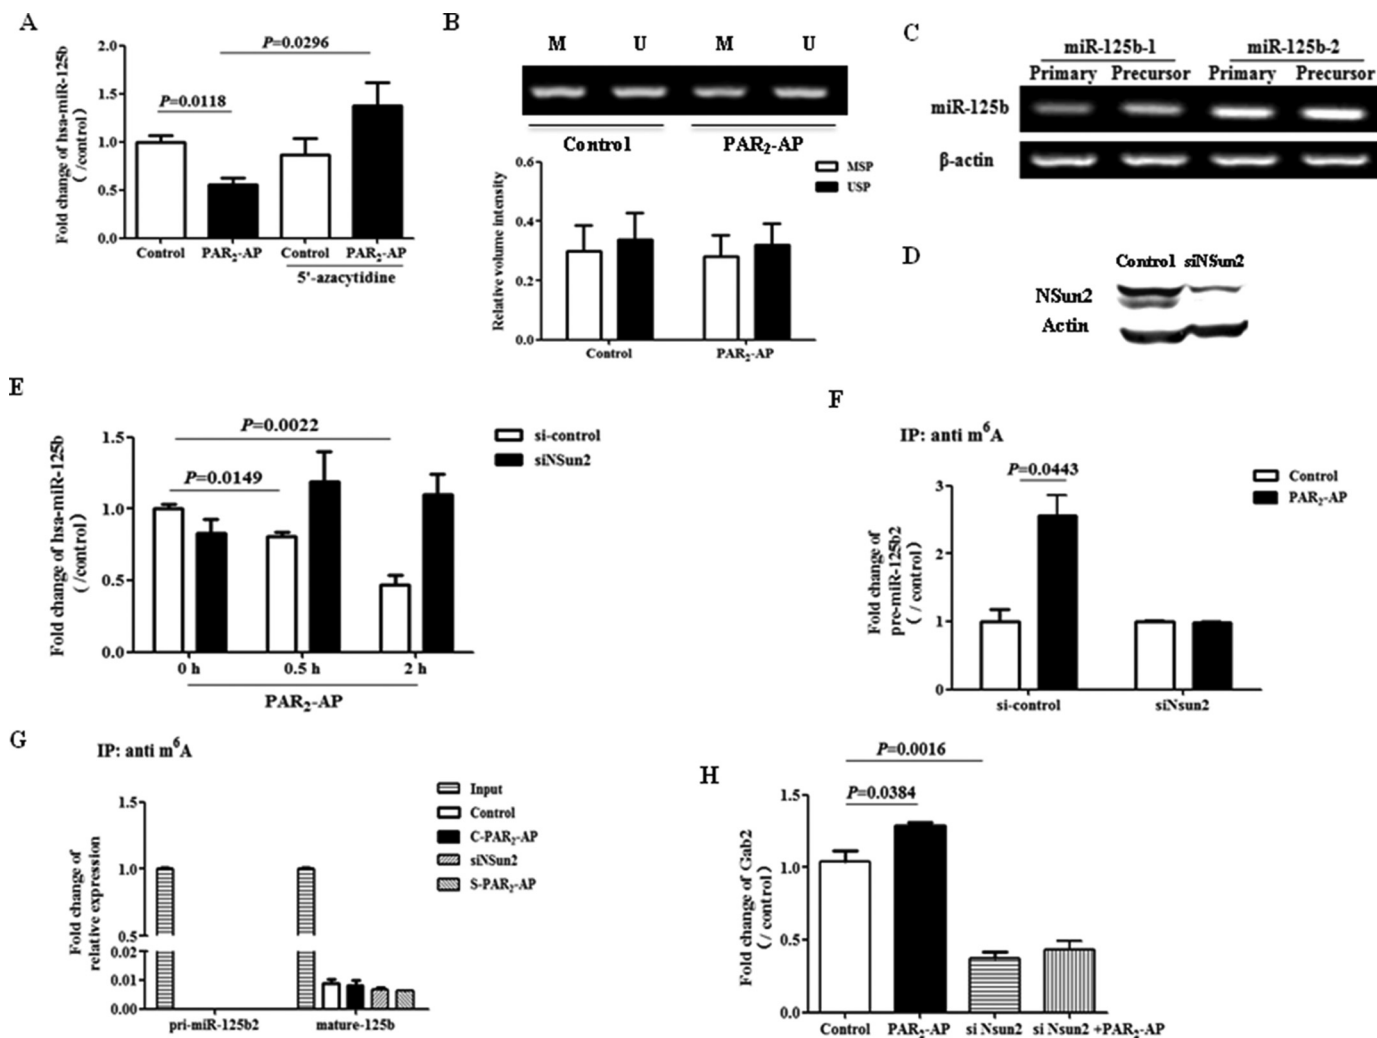 A
Fold change of hsa-miR-125b
( /control)
2.0
1.5
1.0
0.5
0.0
P=0.0296
P=0.0118
Control
PAR2-AP
Control
PAR2-AP
5'-azacytidine
B
M U M U
Control PAR2-AP
Relative volume intensity
0.6
0.4
0.2
0.0
MSP
USP
Control PAR2-AP
C
miR-125b-1 miR-125b-2
Primary Precursor Primary Precursor
miR-125b
β-actin
D
Control siNSun2
NSun2
Actin
E
Fold change of hsa-miR-125b
( /control)
1.5
1.0
0.5
0.0
P=0.0022
P=0.0149
si-control
siNSun2
0 h 0.5 h 2 h
PAR2-AP
F
IP: anti m6A
Fold change of
pre-miR-125b2
( / control)
3
2
1
0
P=0.0443
Control
PAR2-AP
si-control siNsun2
G
IP: anti m6A
Fold change of
relative expression
1.5
1.0
0.5
0.02
0.01
0.00
Input
Control
C-PAR2-AP
siNSun2
S-PAR2-AP
pri-miR-125b2 mature-125b
H
Fold change of Gab2
( / control)
1.5
1.0
0.5
0.0
P=0.0016
P=0.0384
Control PAR2-AP si Nsun2 si Nsun2 +PAR2-AP